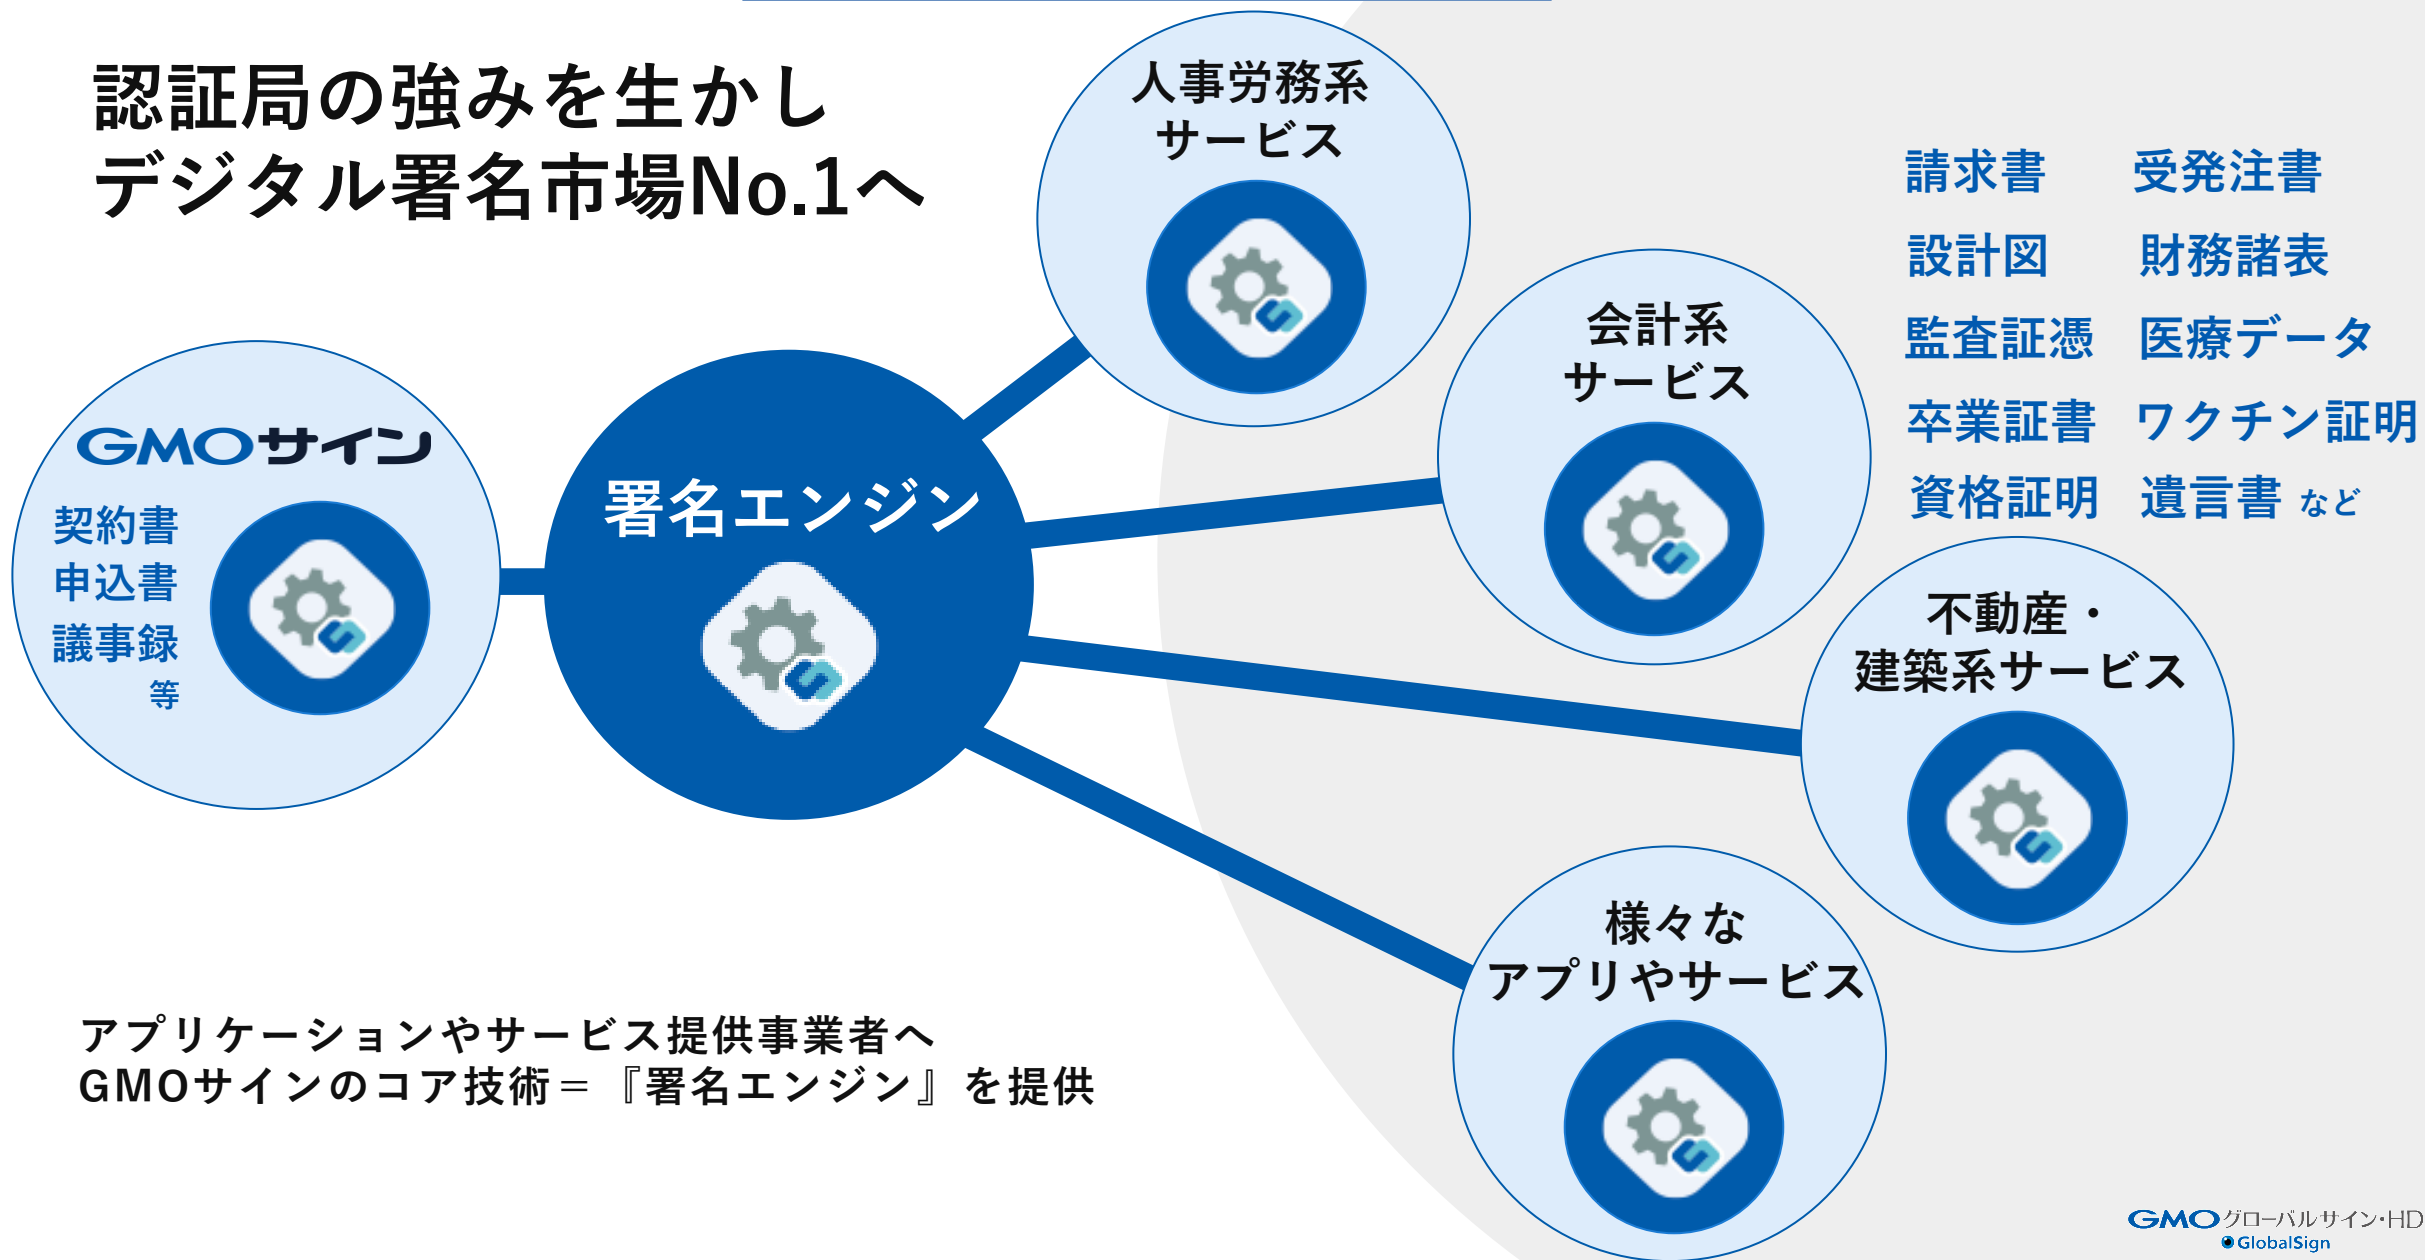 認証局の強みを生かし
デジタル署名市場No.1へ
人事労務系
サービス
会計系
サービス
請求書 受発注書
設計図 財務諸表
監査証憑 医療データ
卒業証書 ワクチン証明
資格証明 遺言書 など
GMOサイン
契約書
申込書
議事録
等
署名エンジン
不動産・
建築系サービス
様々な
アプリやサービス
アプリケーションやサービス提供事業者へ
GMOサインのコア技術＝『署名エンジン』を提供
GMOグローバルサイン・HD
GlobalSign